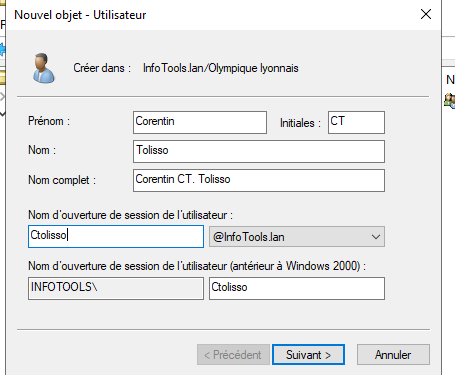 Nouvel objet - Utilisateur
Créer dans : InfoTools.lan/Olympique lyonnais
Prénom : Corentin Initiales : CT
Nom : Tolisso
Nom complet : Corentin CT. Tolisso
Nom d'ouverture de session de l'utilisateur :
Ctolisso @InfoTools.lan
Nom d'ouverture de session de l'utilisateur (antérieur à Windows 2000) :
INFOTOOLS\ Ctolisso
< Précédent Suivant > Annuler